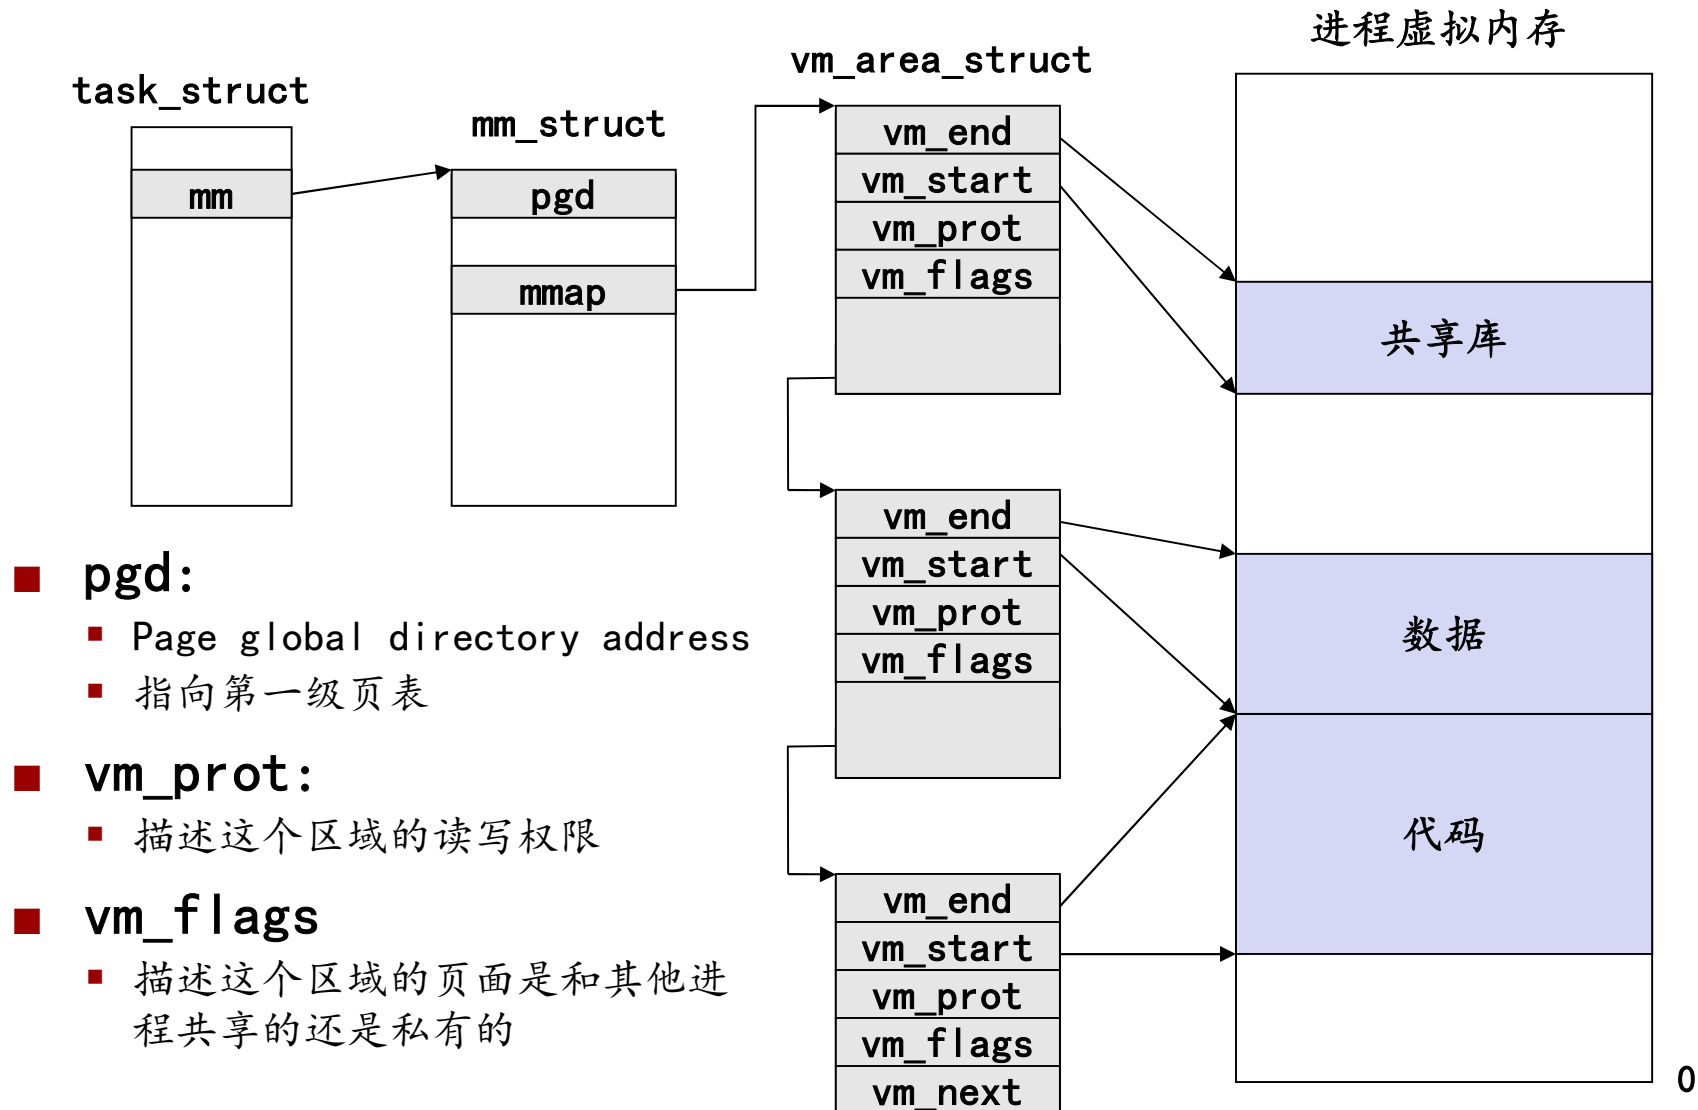 进程虚拟内存
vm_area_struct
task_struct
mm_struct
mm
pgd
mmap
vm_end
vm_start
vm_prot
vm_flags
共享库
vm_end
vm_start
vm_prot
vm_flags
数据
代码
vm_end
vm_start
vm_prot
vm_flags
vm_next
0
pgd:
Page global directory address
指向第一级页表
vm_prot:
描述这个区域的读写权限
vm_flags
描述这个区域的页面是和其他进
程共享的还是私有的